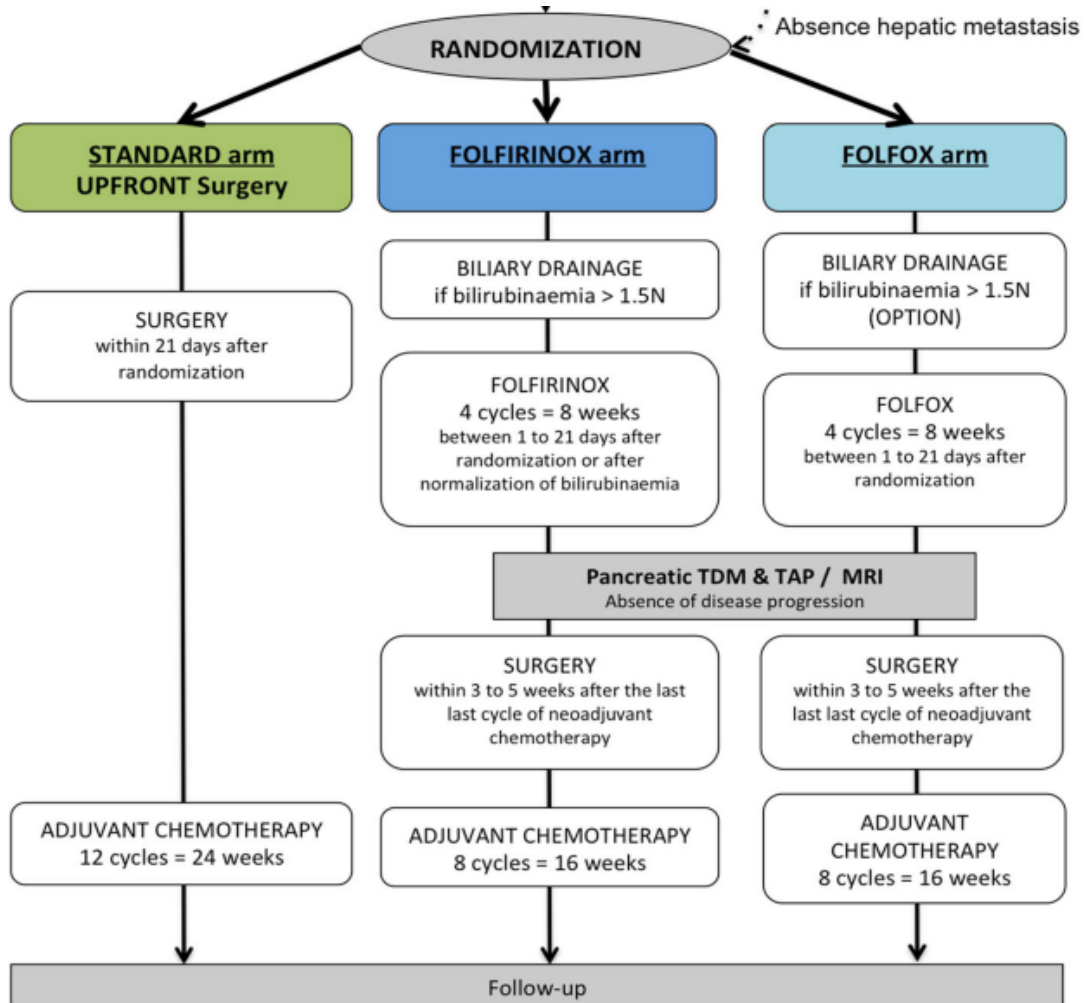 Absence hepatic metastasis
RANDOMIZATION
STANDARD arm
UPFRONT Surgery
FOLFIRINOX arm
FOLFOX arm
SURGERY
within 21 days after
randomization
BILIARY DRAINAGE
if bilirubinaemia > 1.5N
BILIARY DRAINAGE
if bilirubinaemia > 1.5N
(OPTION)
FOLFIRINOX
4 cycles = 8 weeks
between 1 to 21 days after
randomization or after
normalization of bilirubinaemia
FOLFOX
4 cycles = 8 weeks
between 1 to 21 days after
randomization
Pancreatic TDM & TAP / MRI
Absence of disease progression
SURGERY
within 3 to 5 weeks after the last
last cycle of neoadjuvant
chemotherapy
SURGERY
within 3 to 5 weeks after the
last last cycle of neoadjuvant
chemotherapy
ADJUVANT CHEMOTHERAPY
12 cycles = 24 weeks
ADJUVANT CHEMOTHERAPY
8 cycles = 16 weeks
ADJUVANT
CHEMOTHERAPY
8 cycles = 16 weeks
Follow-up